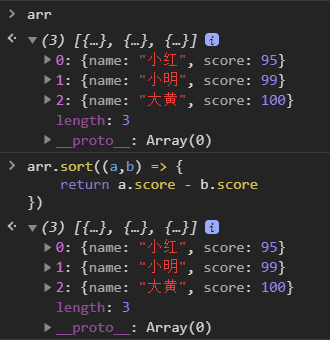 > arr
(3) [{…}, {…}, {…}] i
0: {name: "小红", score: 95}
1: {name: "小明", score: 99}
2: {name: "大黄", score: 100}
length: 3
__proto__: Array(0)
> arr.sort((a,b) => {
return a.score - b.score
})
(3) [{…}, {…}, {…}] i
0: {name: "小红", score: 95}
1: {name: "小明", score: 99}
2: {name: "大黄", score: 100}
length: 3
__proto__: Array(0)